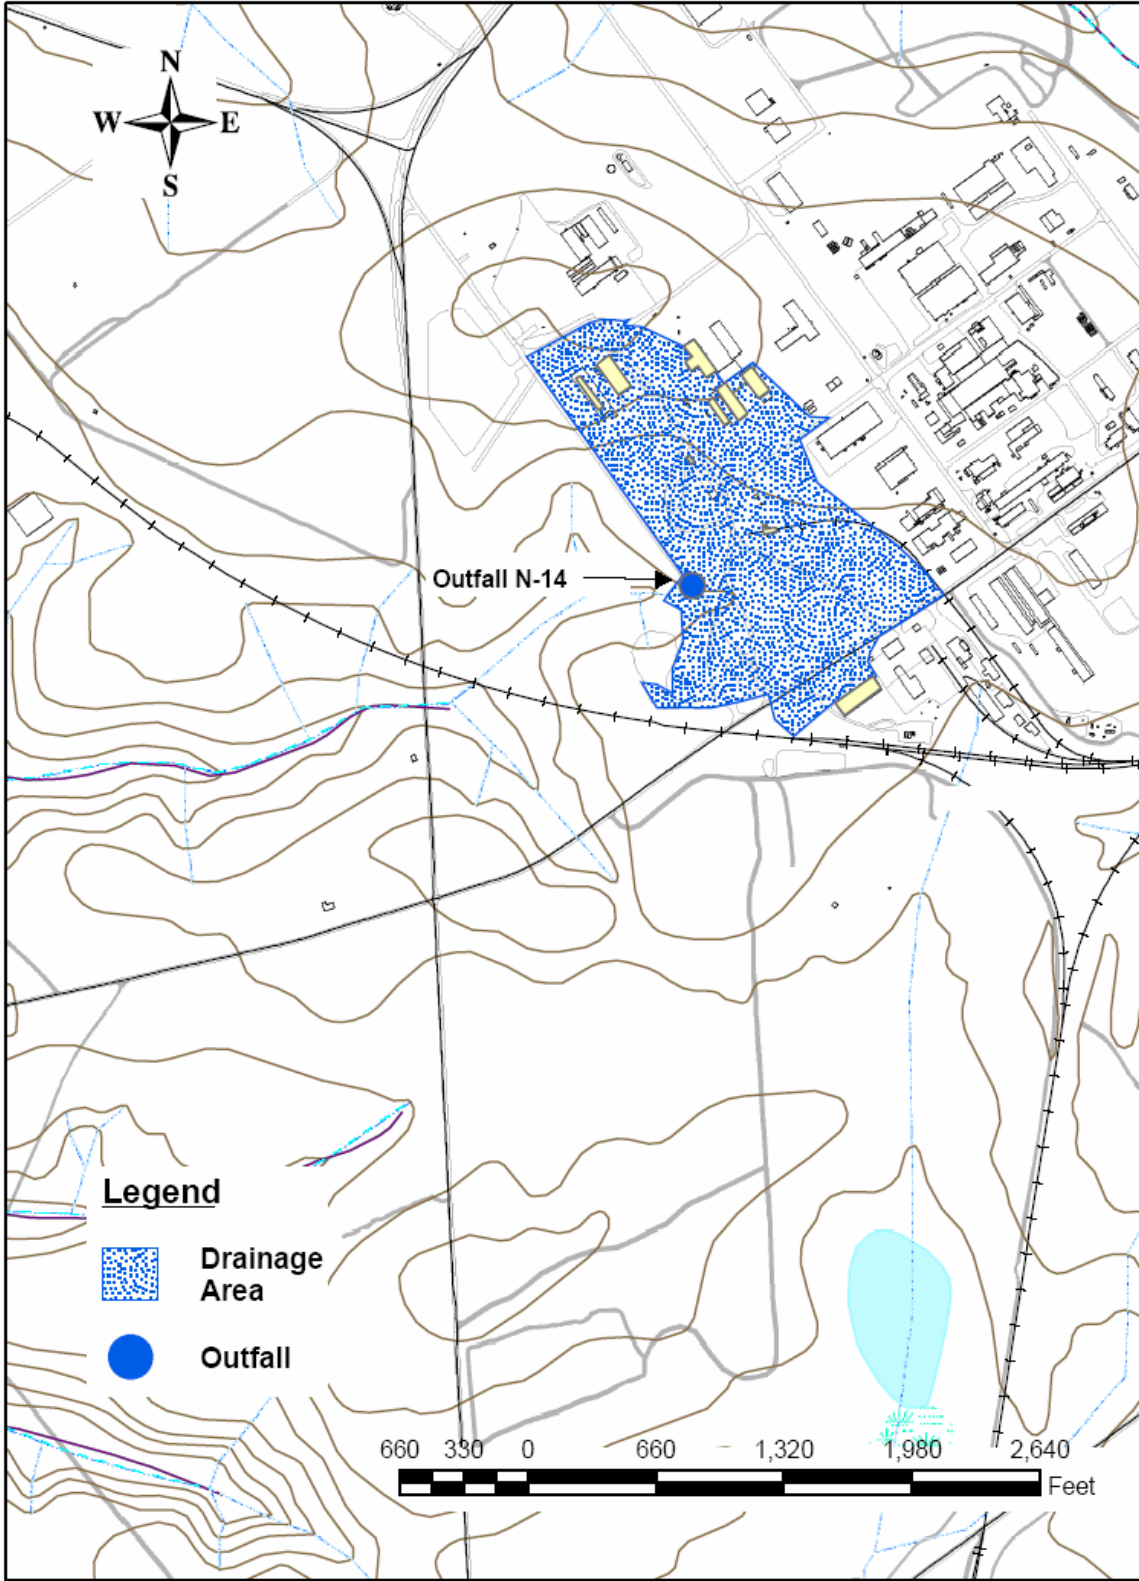 N
W E
S
Outfall N-14
Legend
Drainage
Area
Outfall
660 330 0 660 1,320 1,980 2,640
Feet